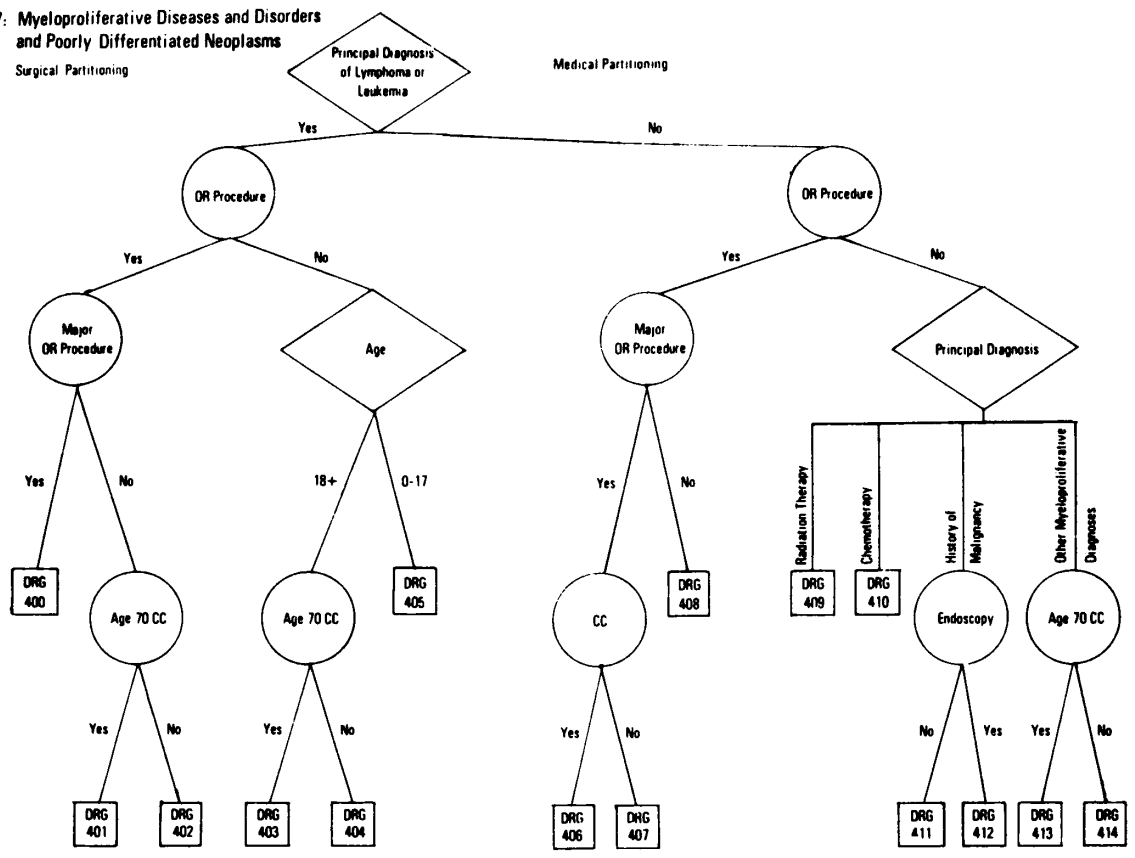 7: Myeloproliferative Diseases and Disorders
and Poorly Differentiated Neoplasms
Surgical Partitioning
Medical Partitioning
Principal Diagnosis
of Lymphoma or
Leukemia
Yes
No
OR Procedure
OR Procedure
Yes
No
Yes
No
Major
OR Procedure
Age
Major
OR Procedure
Principal Diagnosis
Yes
No
18+
0-17
Yes
No
Radiation Therapy
Chemotherapy
History of
Malignancy
Other Myeloproliferative
Diagnoses
DRG
400
Age 70 CC
Age 70 CC
DRG
405
CC
DRG
408
DRG
409
DRG
410
Endoscopy
Age 70 CC
Yes
No
Yes
No
Yes
No
No
Yes
Yes
No
DRG
401
DRG
402
DRG
403
DRG
404
DRG
406
DRG
407
DRG
411
DRG
412
DRG
413
DRG
414